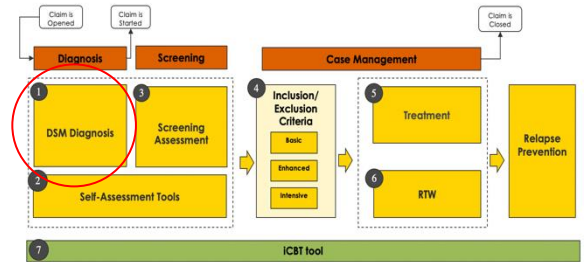 Claim is
Opened
Claim is
Started
Claim is
Closed
Diagnosis
Screening
Case Management
1
DSM Diagnosis
3
Screening
Assessment
2
Self-Assessment Tools
4
Inclusion/
Exclusion
Criteria
Basic
Enhanced
Intensive
5
Treatment
6
RTW
Relapse
Prevention
7
iCBT tool